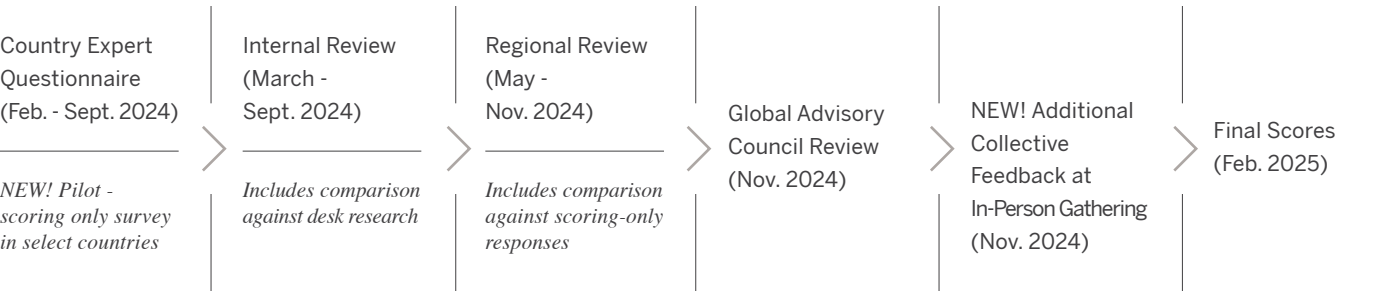 Country Expert
Questionnaire
(Feb. - Sept. 2024)
NEW! Pilot -
scoring only survey
in select countries
Internal Review
(March -
Sept. 2024)
Includes comparison
against desk research
Regional Review
(May -
Nov. 2024)
Includes comparison
against scoring-only
responses
Global Advisory
Council Review
(Nov. 2024)
NEW! Additional
Collective
Feedback at
In-Person Gathering
(Nov. 2024)
Final Scores
(Feb. 2025)